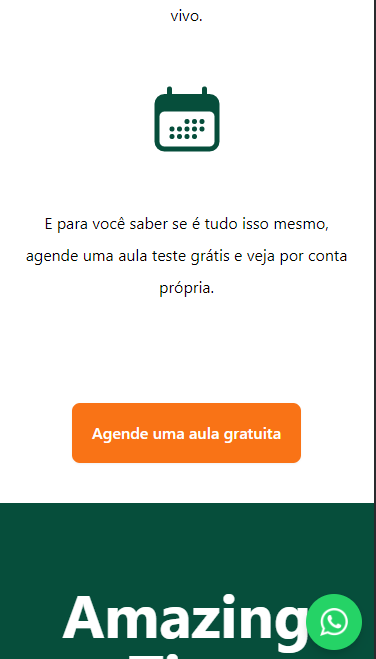 vivo.
E para você saber se é tudo isso mesmo,
agende uma aula teste grátis e veja por conta
própria.
Agende uma aula gratuita
Amazing